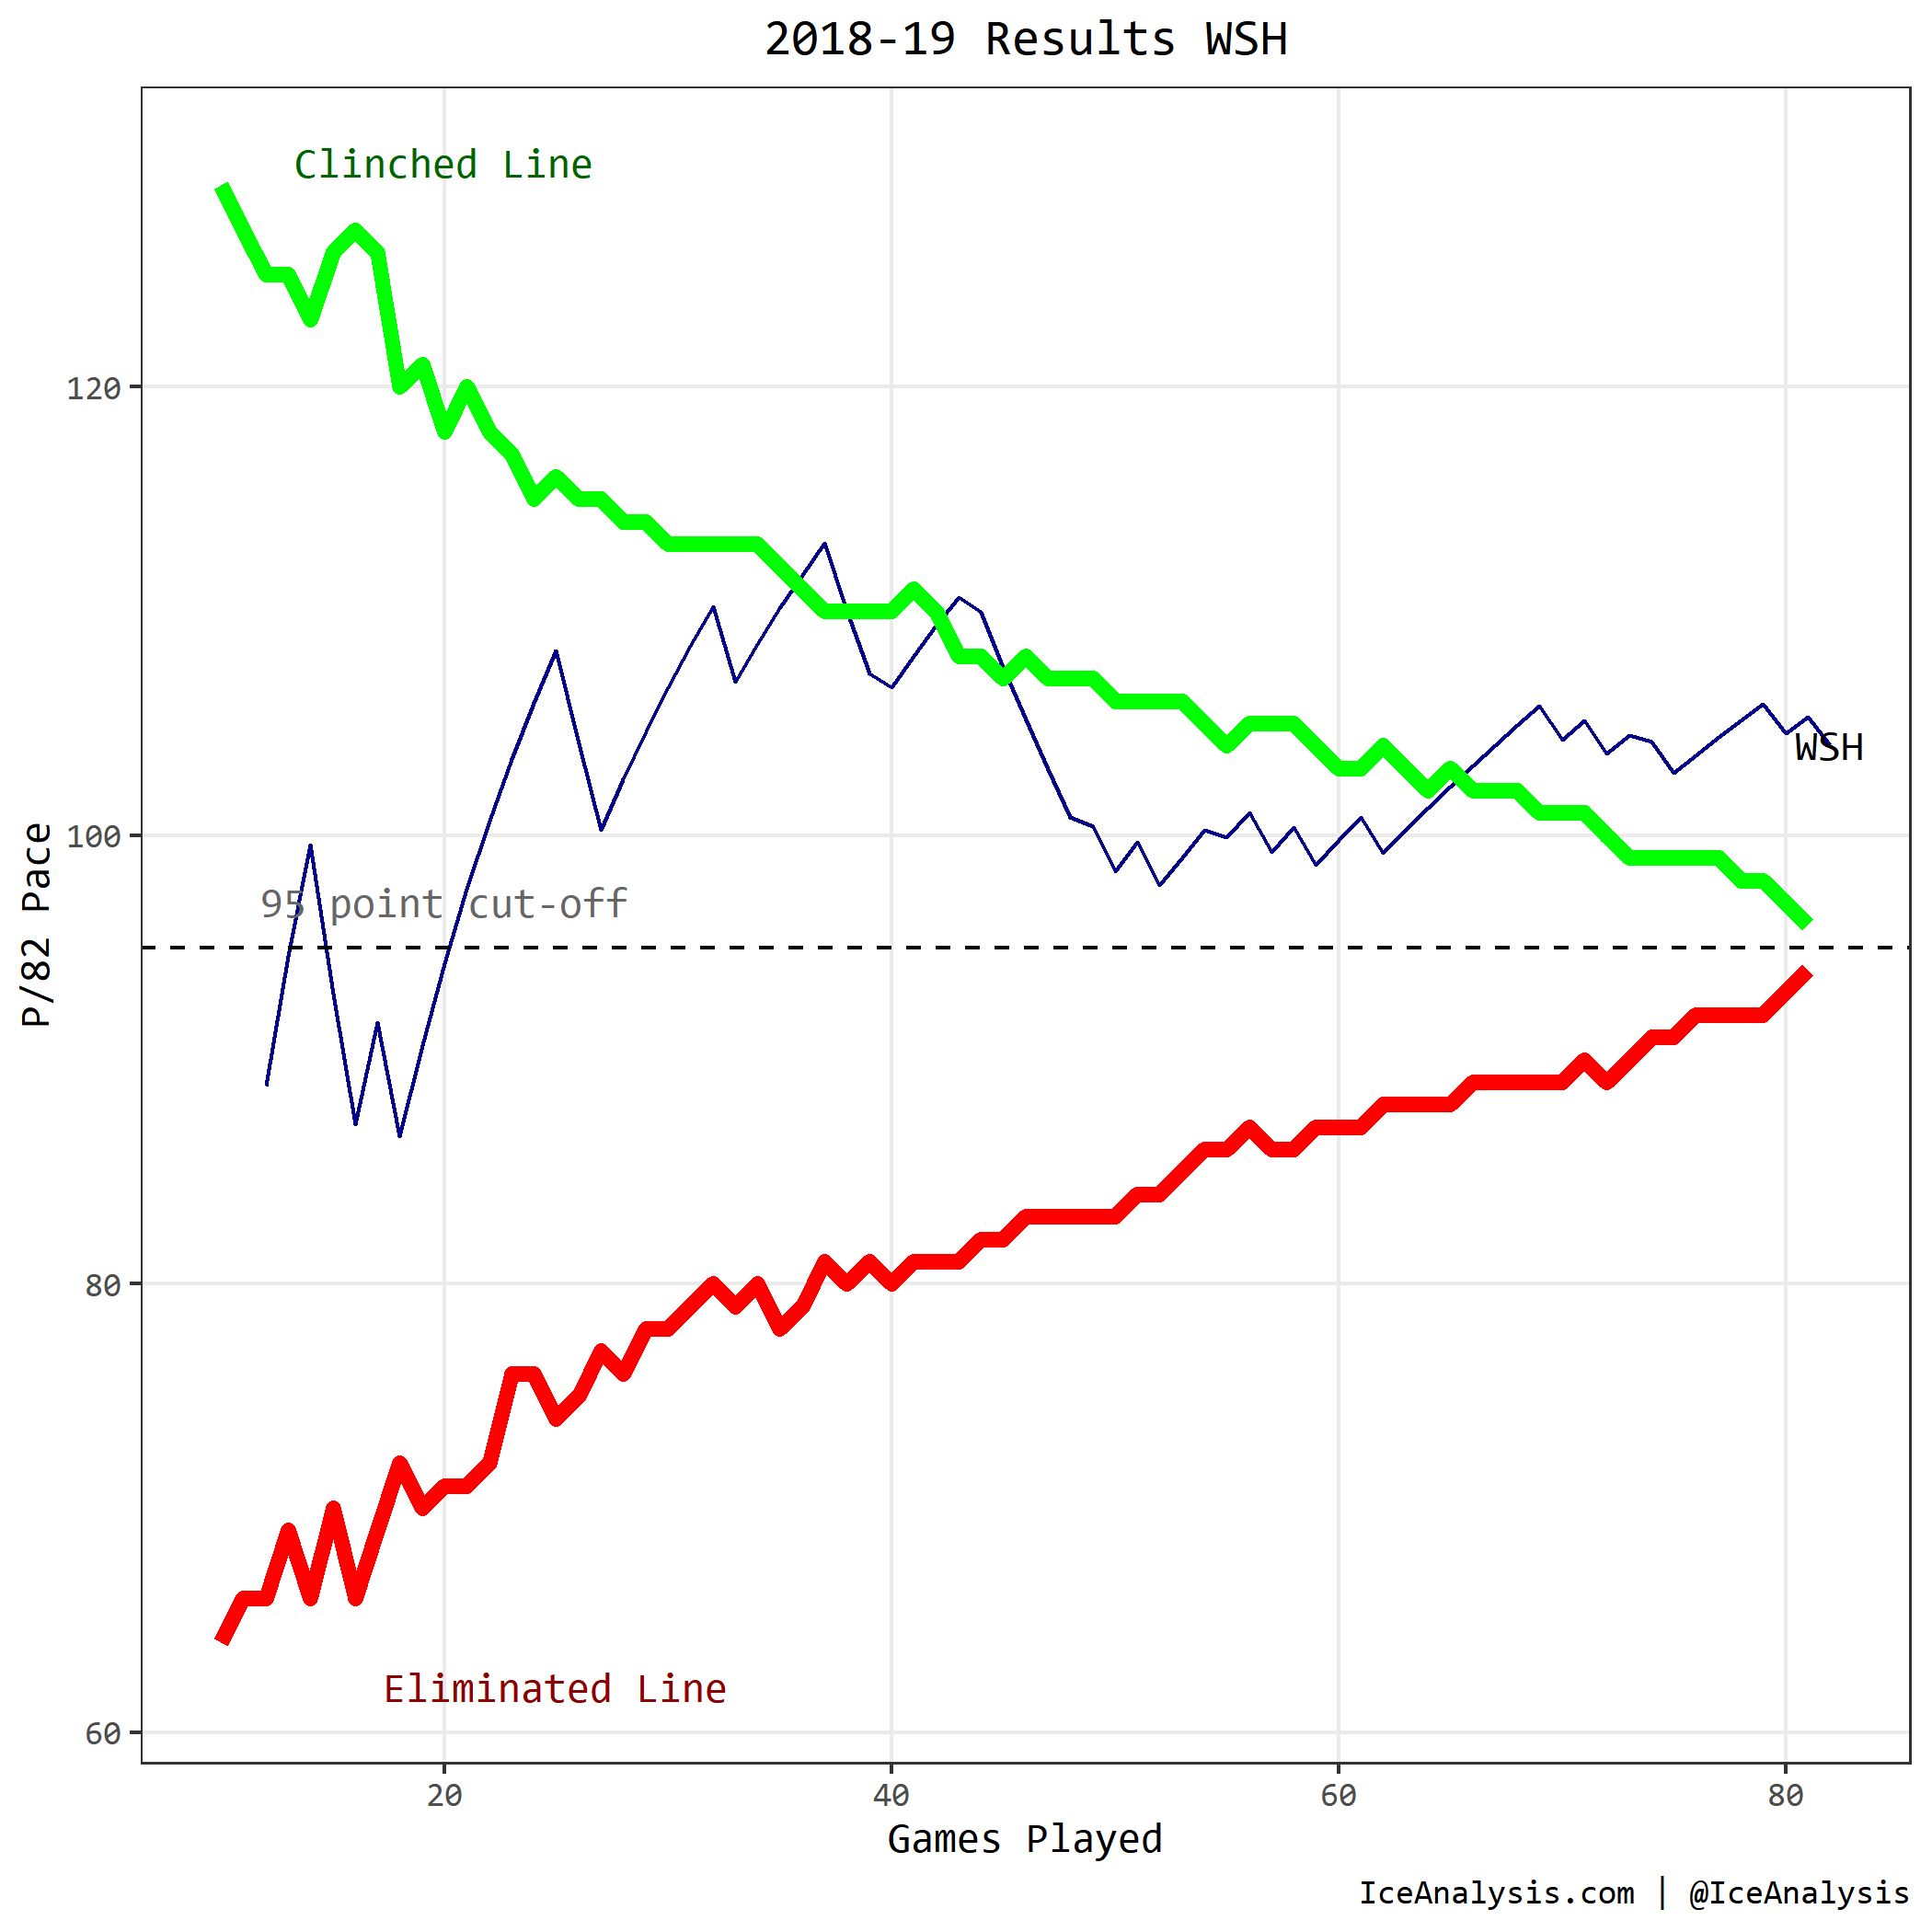 2018-19 Results WSH
Clinched Line
120
WSH
100
95 point cut-off
P/82 Pace
80
Eliminated Line
60
20 40 60 80
Games Played
IceAnalysis.com | @IceAnalysis